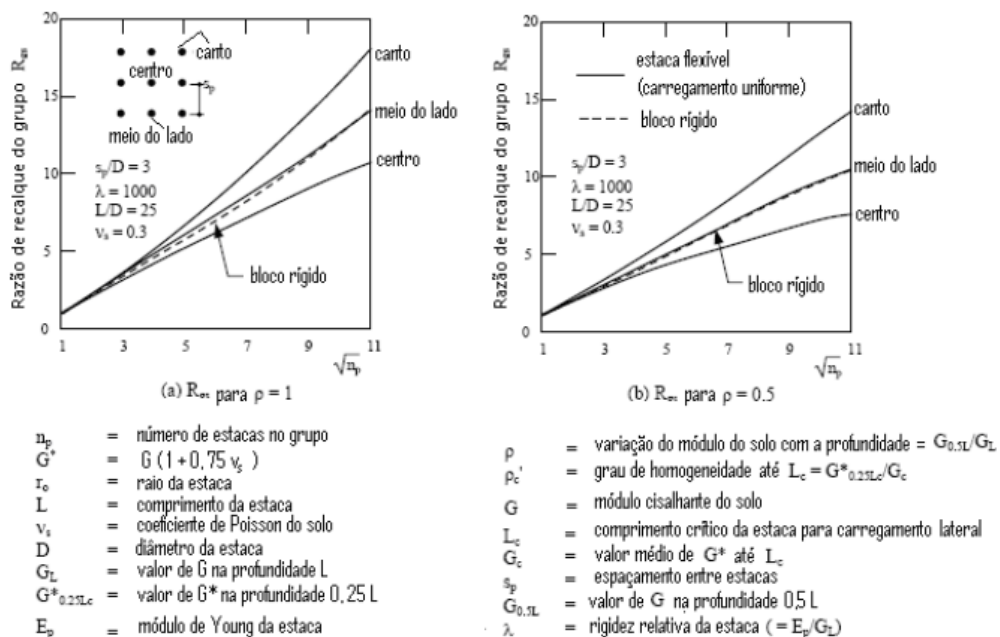 20
15
10
5
0
1
3
5
7
9
11
Razão de recalque do grupo R_gs
canto
centro
s_p
meio do lado
s_p/D = 3
λ = 1000
L/D = 25
ν_s = 0.3
canto
meio do lado
centro
bloco rígido
√n_p
(a) R_gs para ρ = 1
20
15
10
5
0
1
3
5
7
9
11
Razão de recalque do grupo R_gs
estaca flexível
(carregamento uniforme)
bloco rígido
s_p/D = 3
λ = 1000
L/D = 25
ν_s = 0.3
canto
meio do lado
centro
bloco rígido
√n_p
(b) R_gs para ρ = 0.5
n_p = número de estacas no grupo
G* = G (1 + 0,75 ν_s )
r_o = raio da estaca
L = comprimento da estaca
ν_s = coeficiente de Poisson do solo
D = diâmetro da estaca
G_L = valor de G na profundidade L
G*_0.25Lc = valor de G* na profundidade 0,25 L
E_p = módulo de Young da estaca
ρ = variação do módulo do solo com a profundidade = G_0.5L/G_L
ρ_c' = grau de homogeneidade até L_c = G*_0.25Lc/G_c
G = módulo cisalhante do solo
L_c = comprimento crítico da estaca para carregamento lateral
G_c = valor médio de G* até L_c
s_p = espaçamento entre estacas
G_0.5L = valor de G na profundidade 0,5 L
λ = rigidez relativa da estaca ( = E_p/G_L)